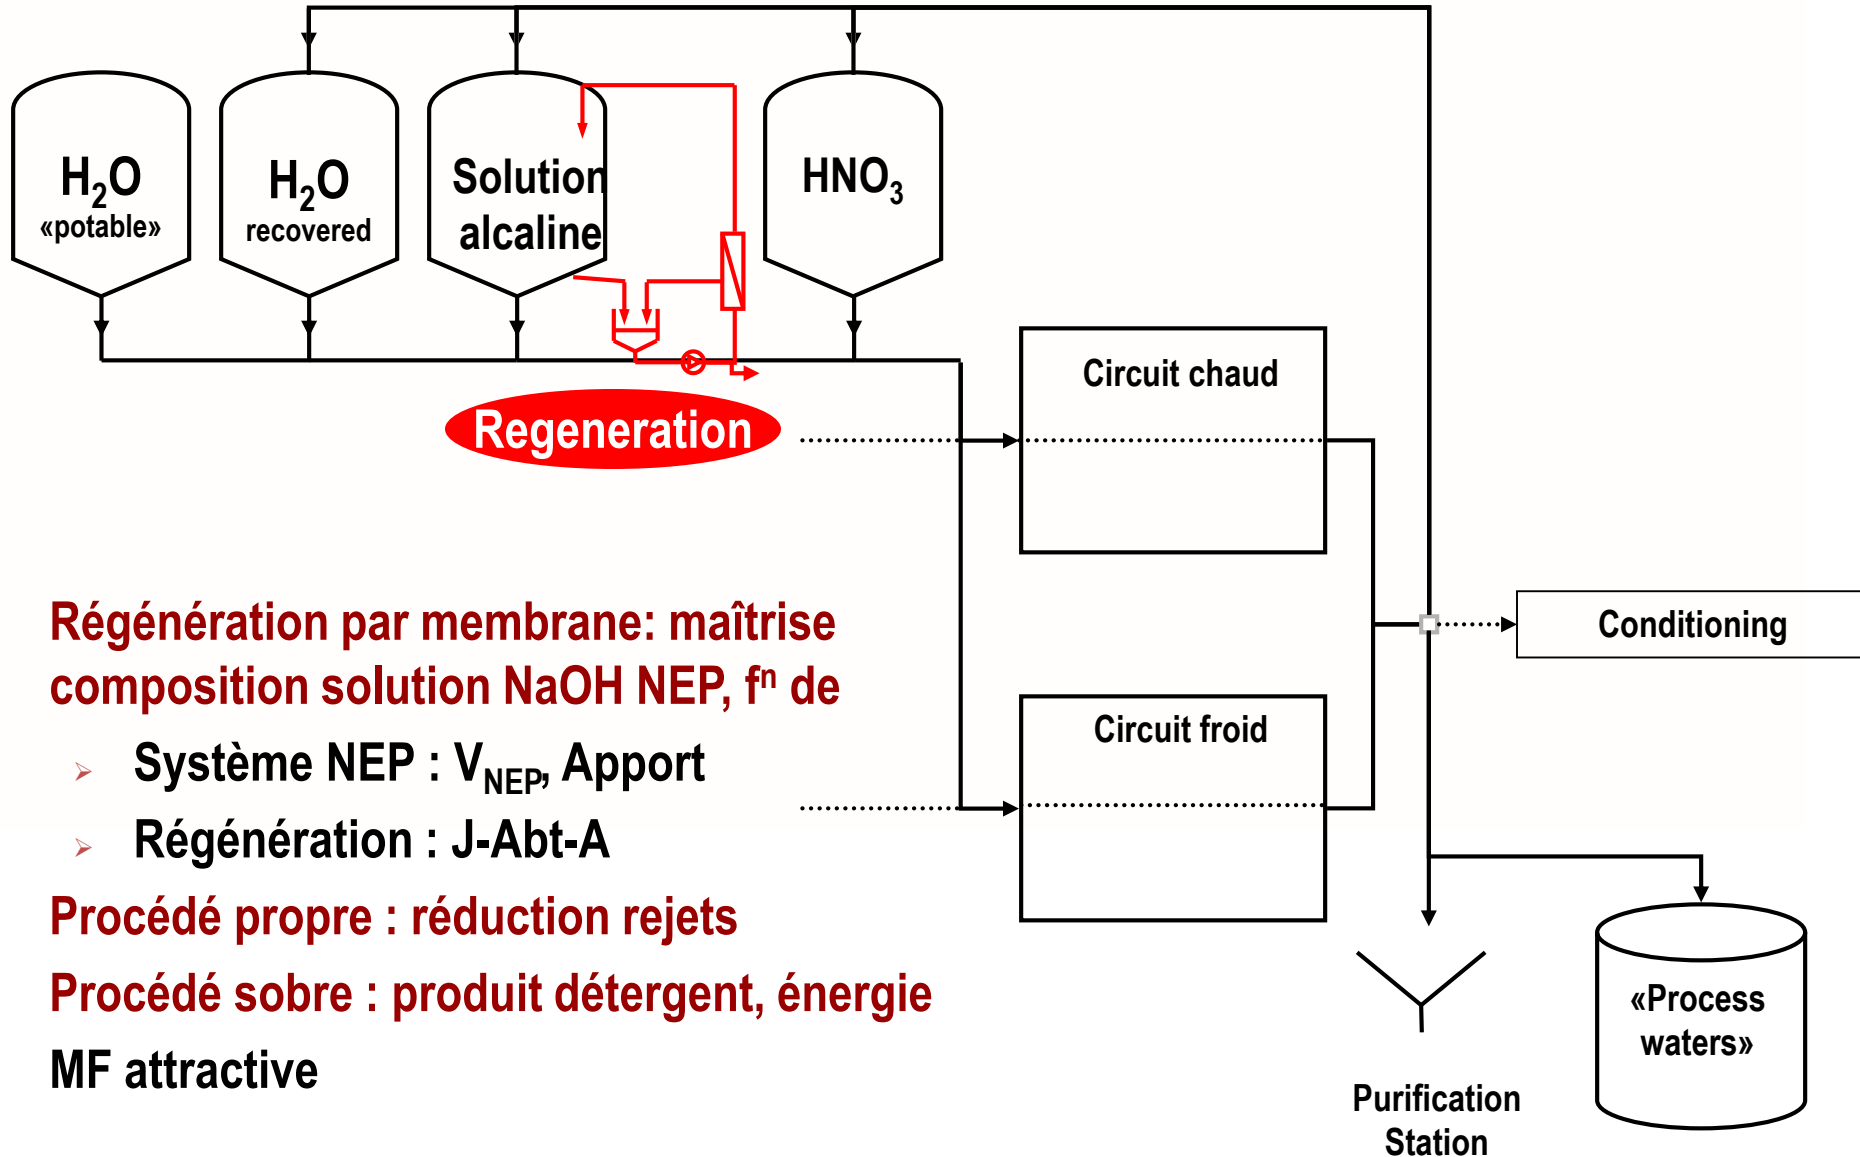 H₂O
«potable»
H₂O
recovered
Solution
alcaline
HNO₃
Regeneration
Circuit chaud
Circuit froid
Conditioning
Régénération par membrane: maîtrise
composition solution NaOH NEP, fⁿ de
➢ Système NEP : V_NEP, Apport
➢ Régénération : J-Abt-A
Procédé propre : réduction rejets
Procédé sobre : produit détergent, énergie
MF attractive
«Process
waters»
Purification
Station